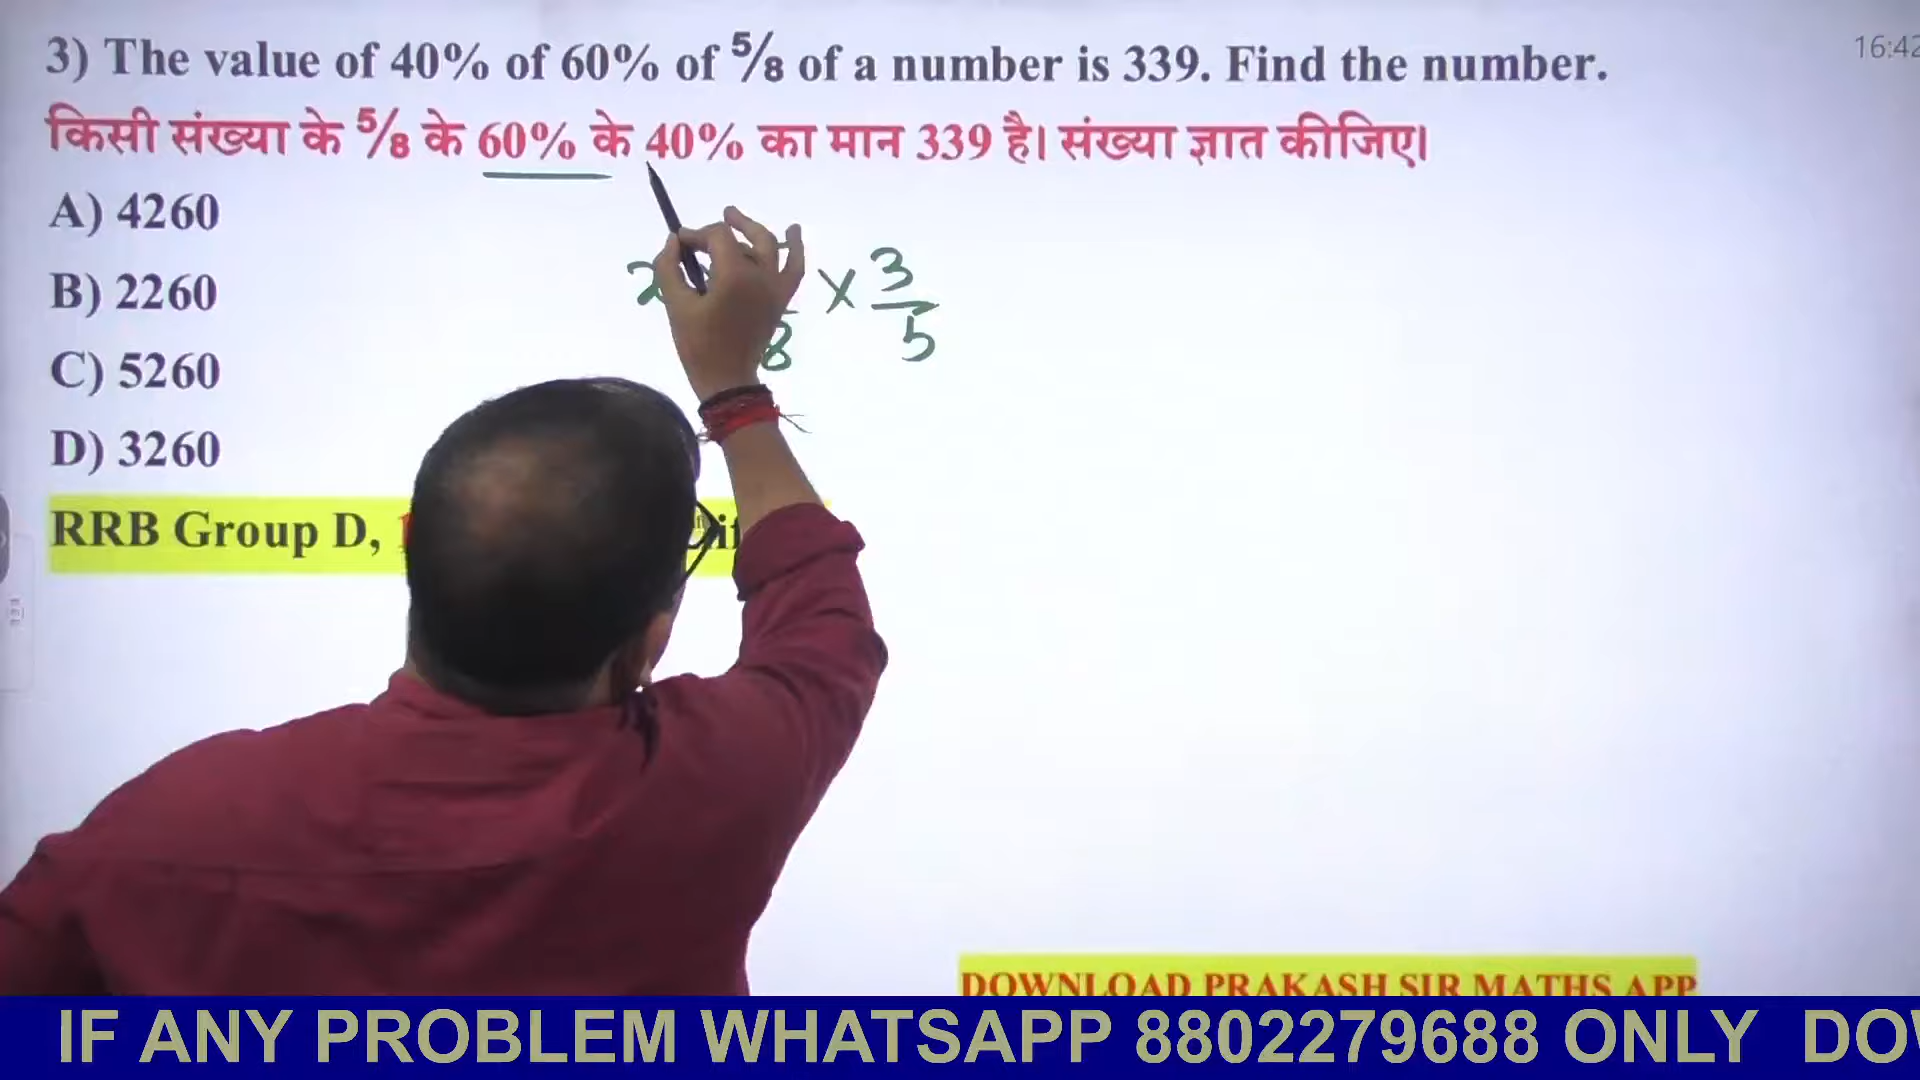 3) The value of 40% of 60% of ⅝ of a number is 339. Find the number.
16:42
किसी संख्या के ⅝ के 60% के 40% का मान 339 है। संख्या ज्ञात कीजिए।
A) 4260
B) 2260
C) 5260
D) 3260
8 × 3/5
RRB Group D,
DOWNLOAD PRAKASH SIR MATHS APP
IF ANY PROBLEM WHATSAPP 8802279688 ONLY